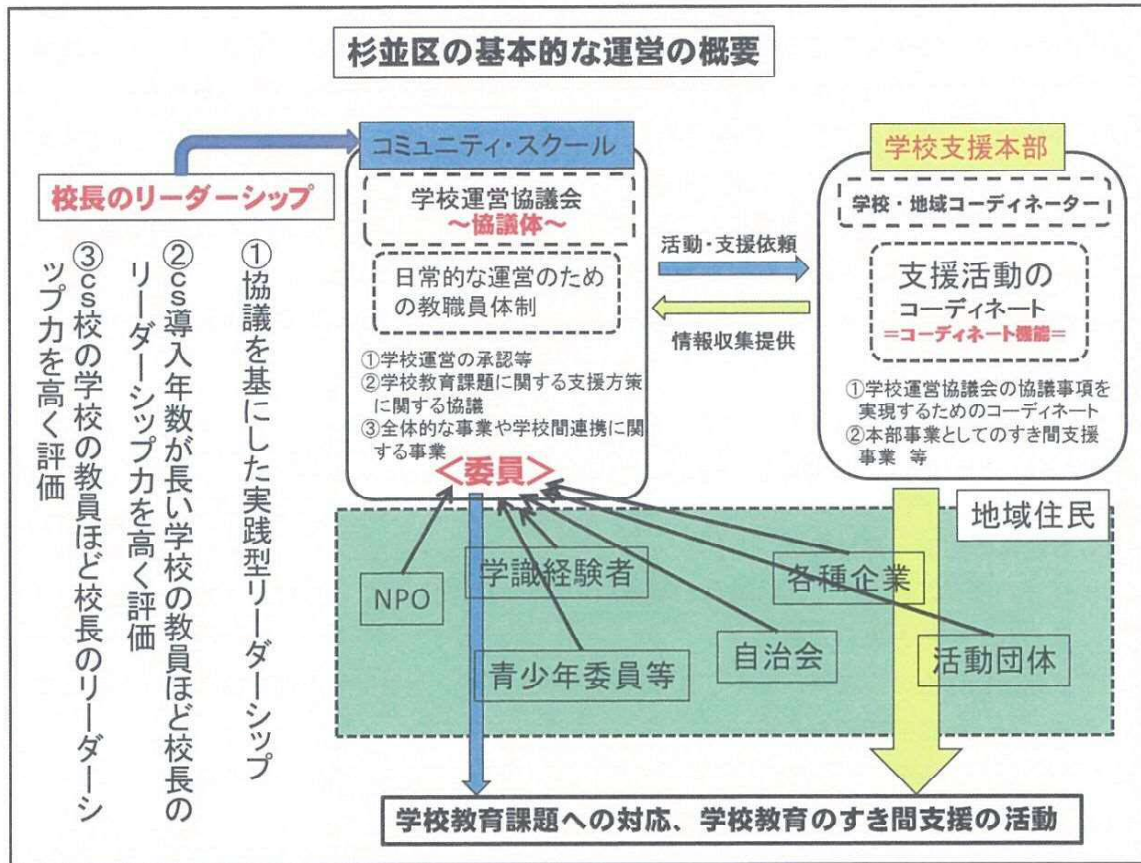 杉並区の基本的な運営の概要
校長のリーダーシップ
①協議を基にした実践型リーダーシップ
②cs導入年数が長い学校の教員ほど校長の
リーダーシップ力を高く評価
③cs校の学校の教員ほど校長のリーダーシ
ップ力を高く評価
コミュニティ・スクール
学校運営協議会
～協議体～
日常的な運営のため
の教職員体制
①学校運営の承認等
②学校教育課題に関する支援方策
に関する協議
③全体的な事業や学校間連携に関
する事業
＜委員＞
活動・支援依頼
情報収集提供
学校支援本部
学校・地域コーディネーター
支援活動の
コーディネート
=コーディネート機能=
①学校運営協議会の協議事項を
実現するためのコーディネート
②本部事業としてのすき間支援
事業 等
地域住民
NPO
学識経験者
各種企業
青少年委員等
自治会
活動団体
学校教育課題への対応、学校教育のすき間支援の活動